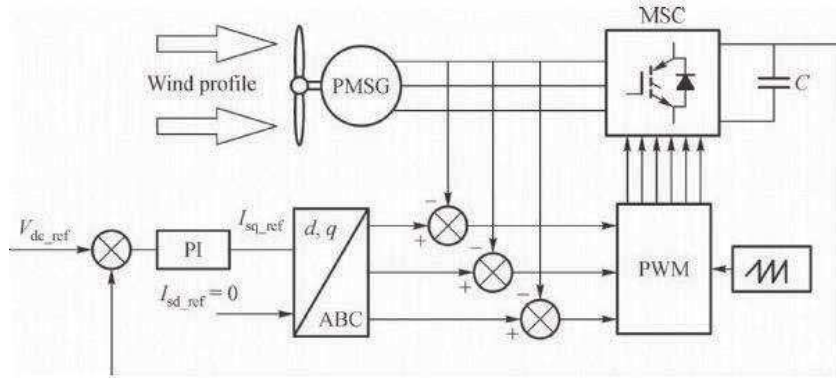 MSC
Wind profile
PMSG
C
V_dc_ref
PI
I_sq_ref
d, q
ABC
I_sd_ref = 0
− + − + − +
PWM